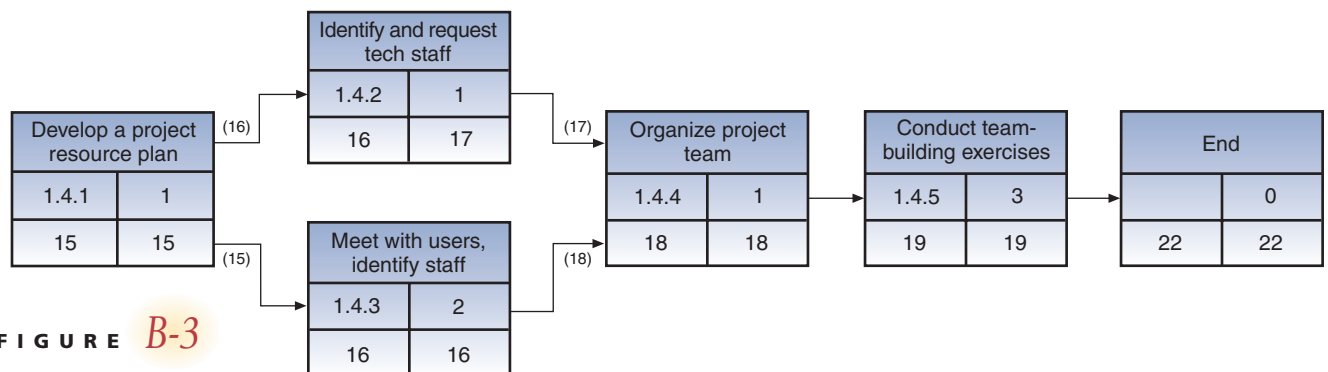 Develop a project
resource plan
1.4.1 1
15 15
(16)
(15)
Identify and request
tech staff
1.4.2 1
16 17
Meet with users,
identify staff
1.4.3 2
16 16
(17)
(18)
Organize project
team
1.4.4 1
18 18
Conduct team-
building exercises
1.4.5 3
19 19
End
0
22 22
FIGURE B-3